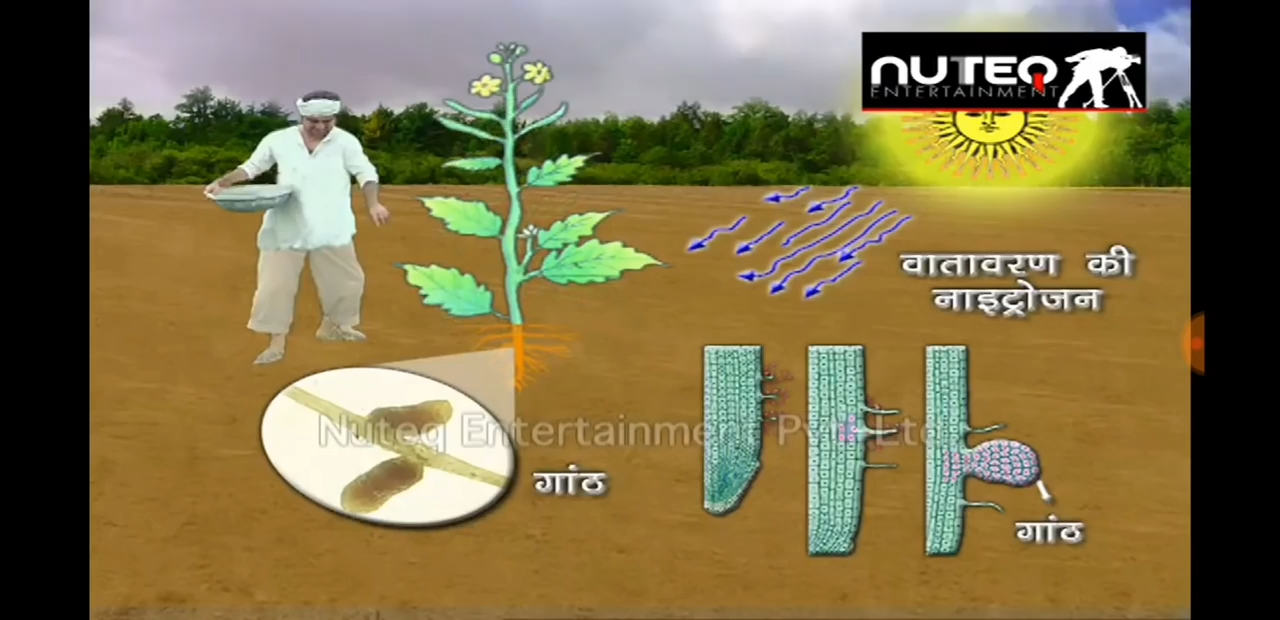 NUTEQ
ENTERTAINMENT
वातावरण की
नाइट्रोजन
Nuteq Entertainment Pvt. Ltd
गांठ
गांठ